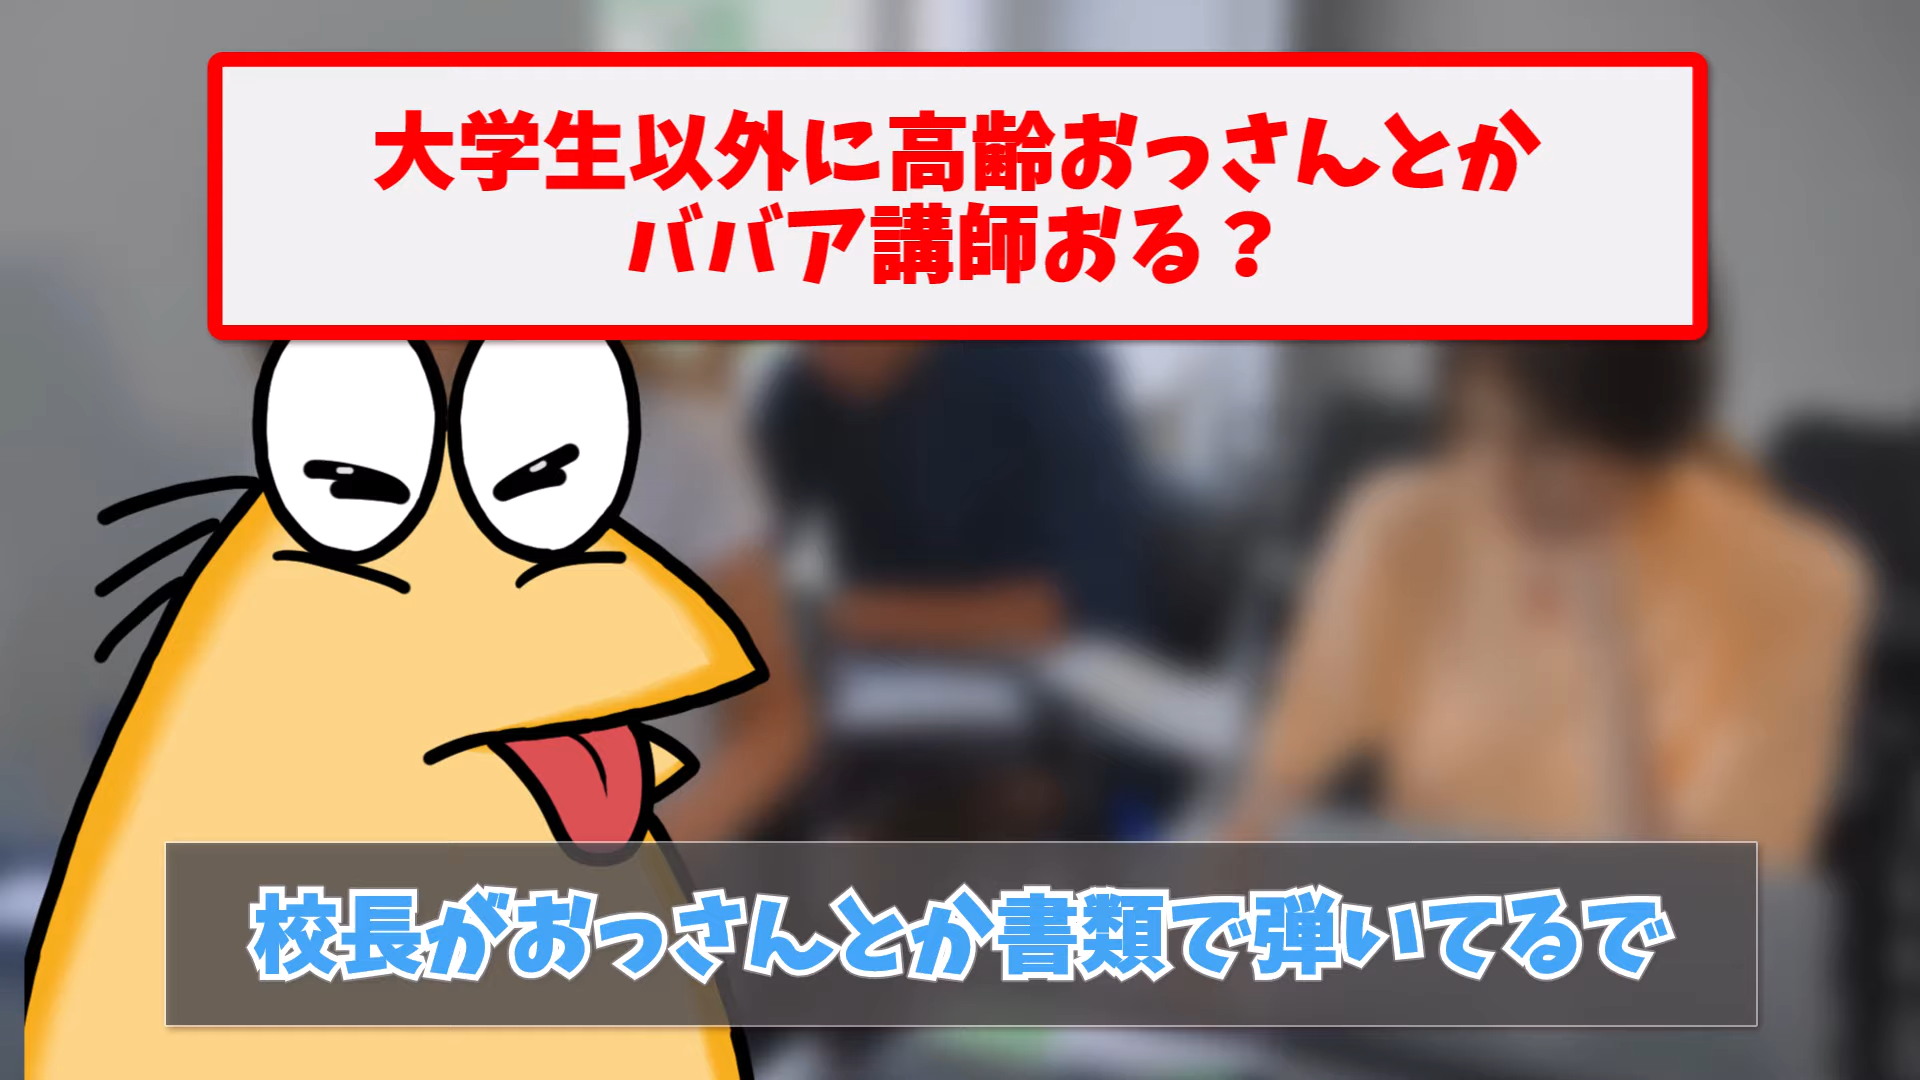 大学生以外に高齢おっさんとか
ババア講師おる？
校長がおっさんとか書類で弾いてるで